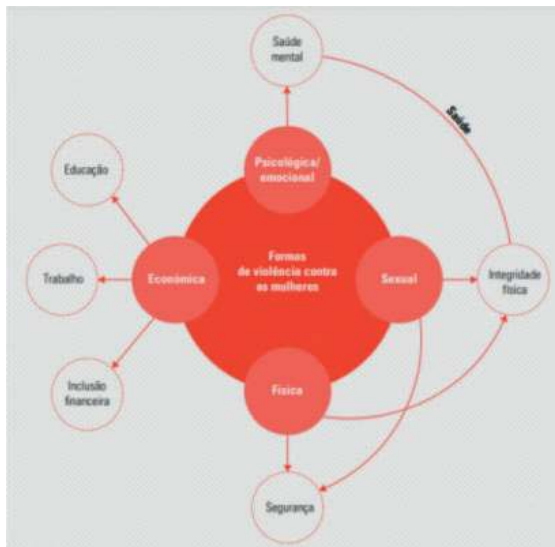 Saúde
mental
Saúde
Psicológica/
emocional
Educação
Formas
de violência contra
as mulheres
Trabalho
Económica
Sexual
Integridade
física
Inclusão
financeira
Física
Segurança